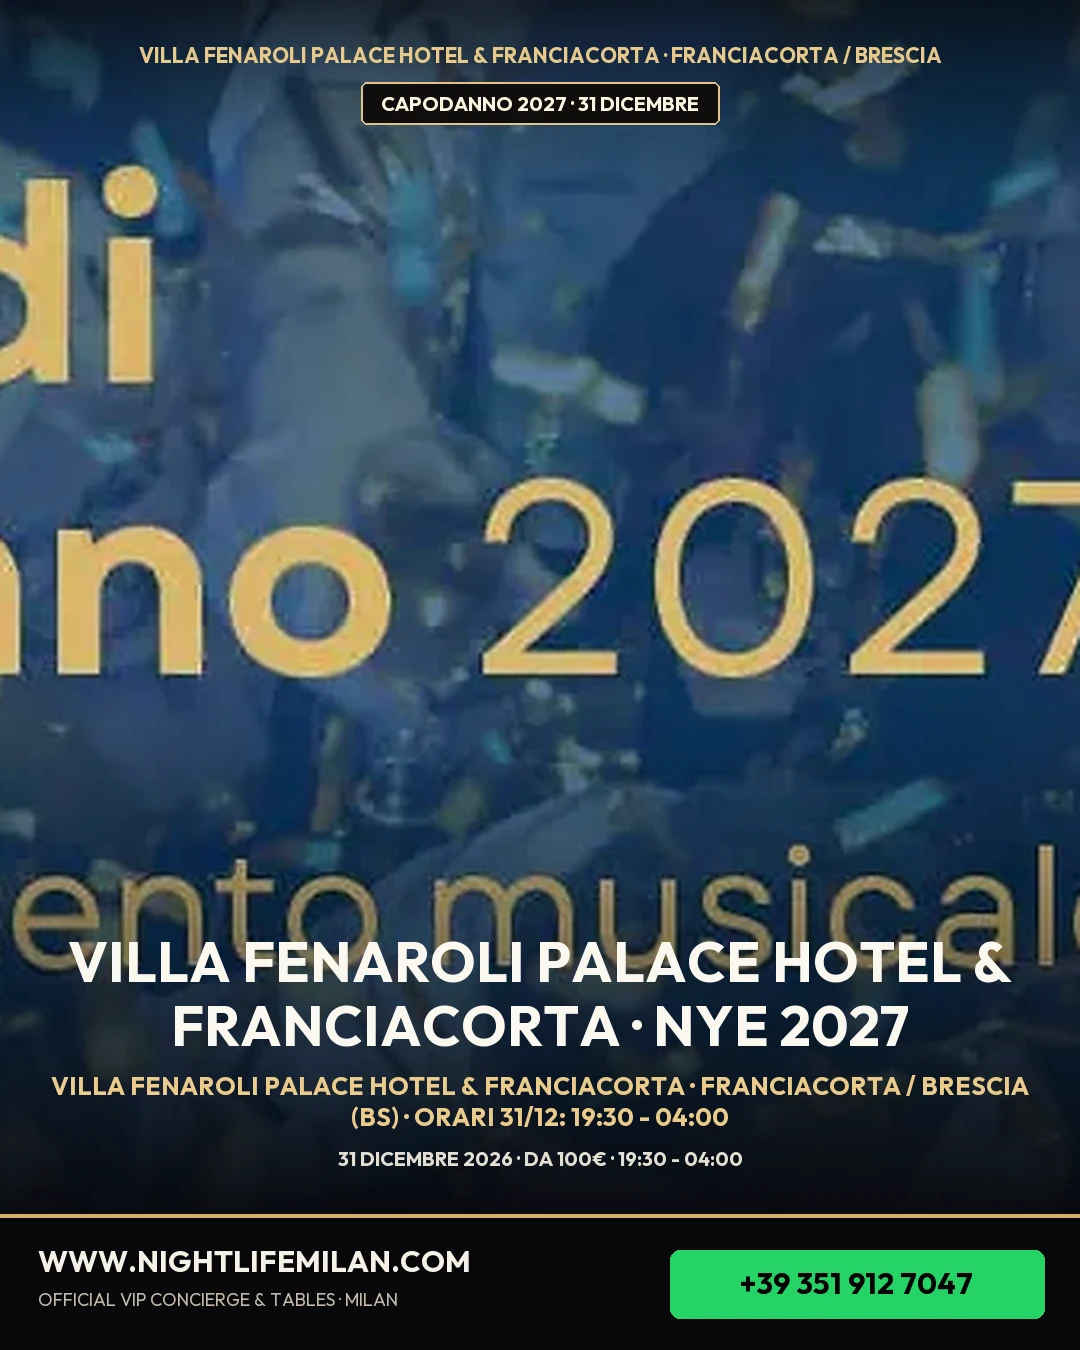 VILLA FENAROLI PALACE HOTEL & FRANCIACORTA · FRANCIACORTA / BRESCIA
CAPODANNO 2027 · 31 DICEMBRE
di
nno 2027
ento musicale
VILLA FENAROLI PALACE HOTEL &
FRANCIACORTA · NYE 2027
VILLA FENAROLI PALACE HOTEL & FRANCIACORTA · FRANCIACORTA / BRESCIA
(BS) · ORARI 31/12: 19:30 - 04:00
31 DICEMBRE 2026 · DA 100€ · 19:30 - 04:00
WWW.NIGHTLIFEMILAN.COM
+39 351 912 7047
OFFICIAL VIP CONCIERGE & TABLES · MILAN